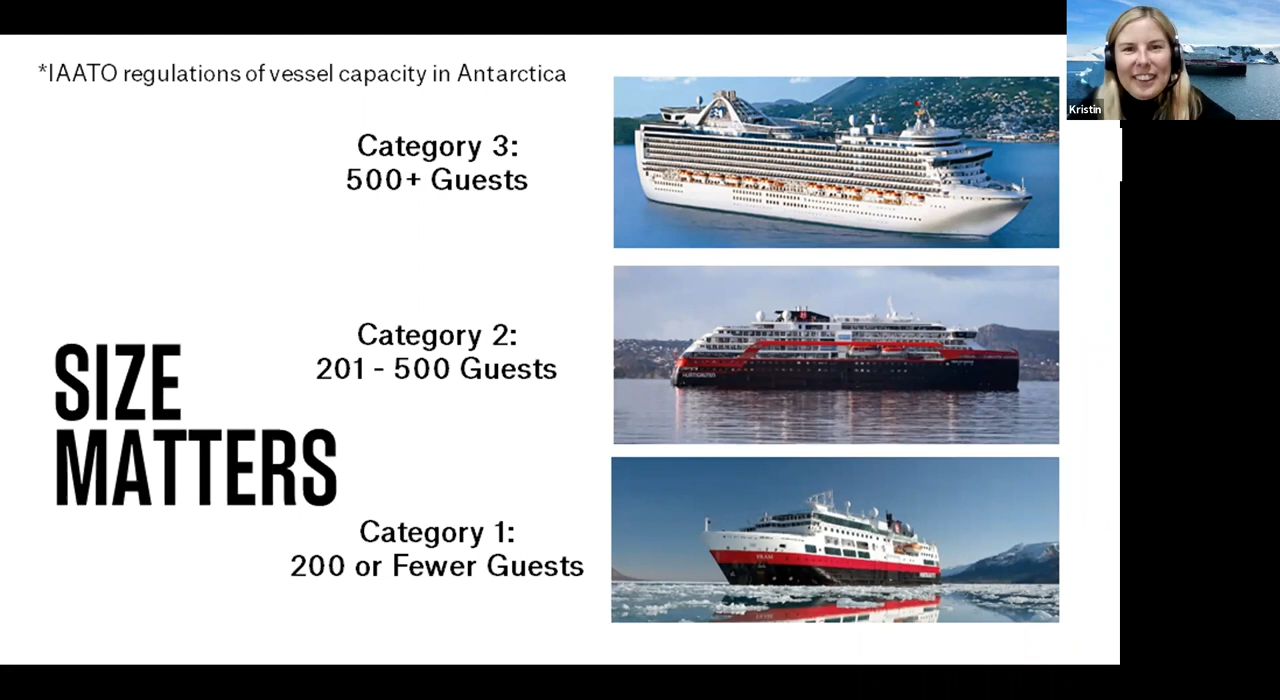 *IAATO regulations of vessel capacity in Antarctica
Kristin
Category 3:
500+ Guests
Category 2:
201 - 500 Guests
SIZE
MATTERS
Category 1:
200 or Fewer Guests
FRAM